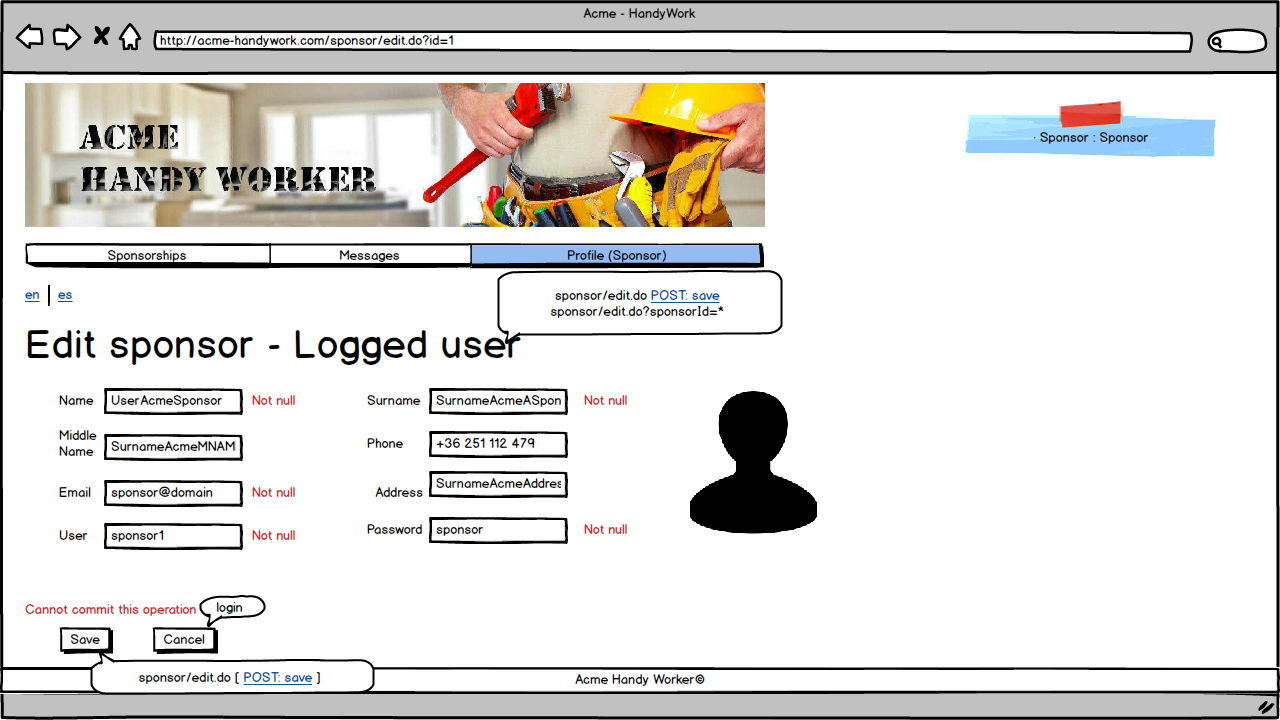 Acme - HandyWork
http://acme-handywork.com/sponsor/edit.do?id=1
ACME
HANDY WORKER
· Sponsor : Sponsor
Sponsorships Messages Profile (Sponsor)
en es
sponsor/edit.do POST: save
sponsor/edit.do?sponsorId=*
Edit sponsor - Logged user
Name UserAcmeSponsor Not null Surname SurnameAcmeASpon Not null
Middle
Name SurnameAcmeMNAM Phone +36 251 112 479
Email sponsor@domain Not null Address SurnameAcmeAddres
User sponsor1 Not null Password sponsor Not null
Cannot commit this operation login
Save Cancel
sponsor/edit.do [ POST: save ]
Acme Handy Worker©